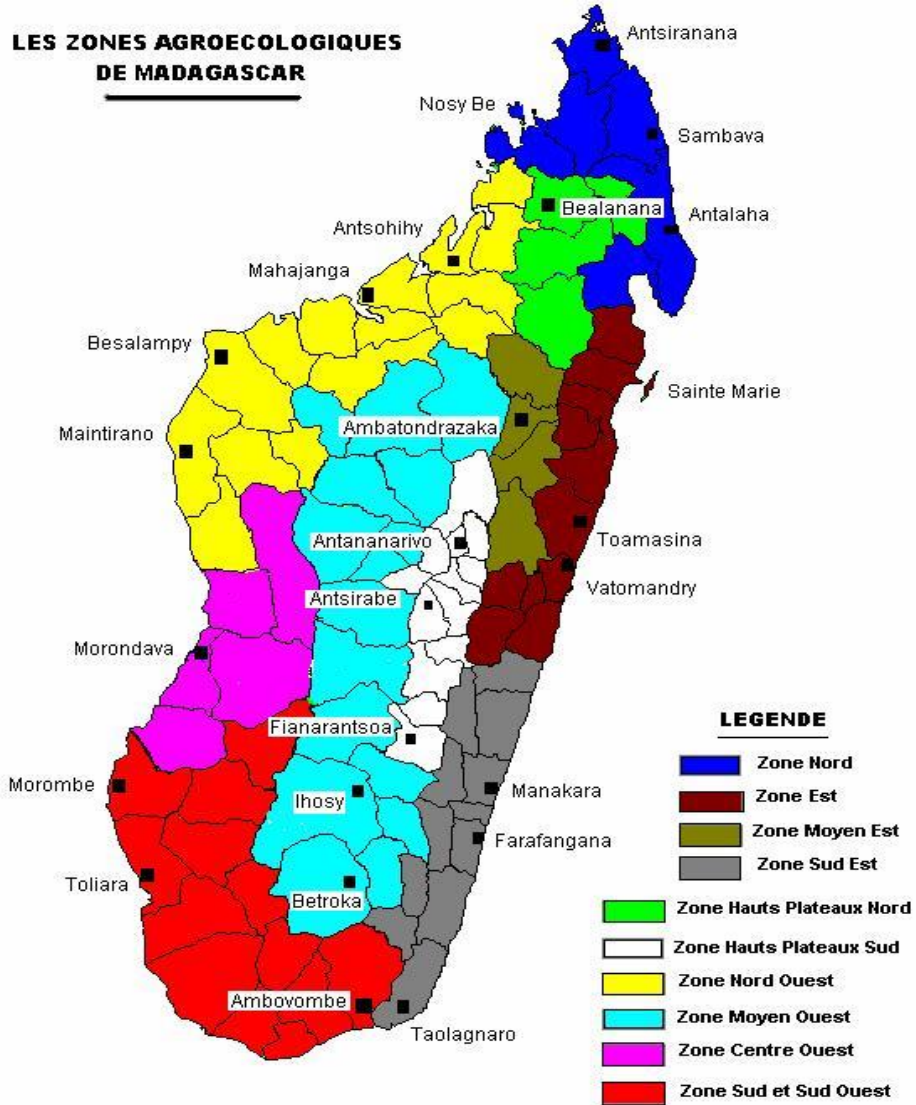 LES ZONES AGROECOLOGIQUES
DE MADAGASCAR
Antsiranana
Nosy Be
Sambava
Bealanana
Antalaha
Antsohihy
Mahajanga
Besalampy
Sainte Marie
Ambatondrazaka
Maintirano
Antananarivo
Toamasina
Vatomandry
Antsirabe
Morondava
Fianarantsoa
Morombe
Ihosy
Manakara
Farafangana
Toliara
Betroka
Ambovombe
Taolagnaro
LEGENDE
Zone Nord
Zone Est
Zone Moyen Est
Zone Sud Est
Zone Hauts Plateaux Nord
Zone Hauts Plateaux Sud
Zone Nord Ouest
Zone Moyen Ouest
Zone Centre Ouest
Zone Sud et Sud Ouest